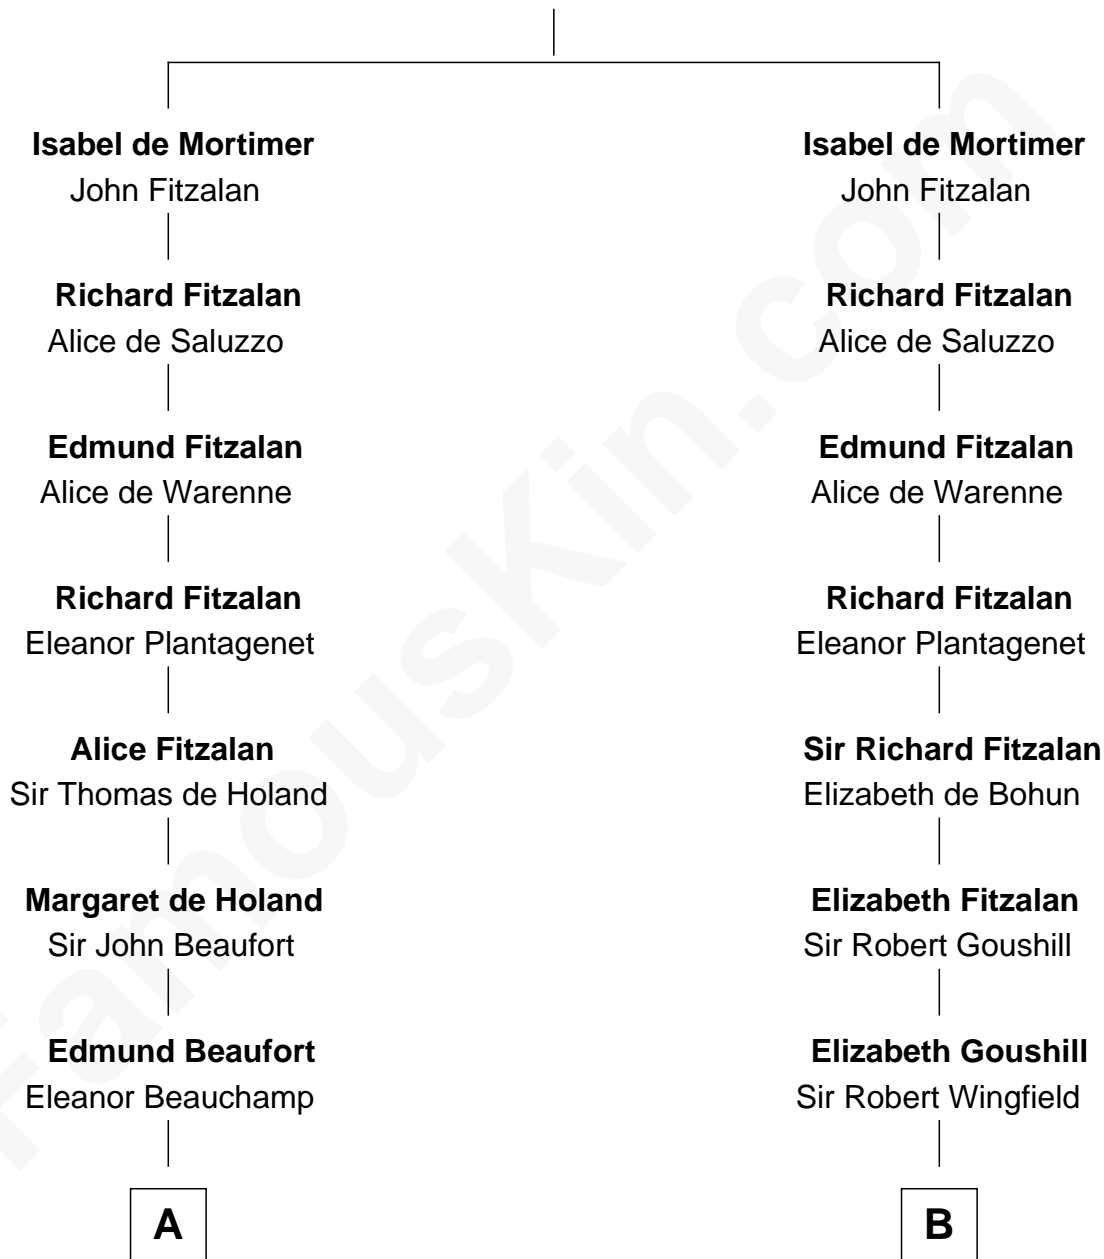 Isabel de Mortimer
John Fitzalan
Richard Fitzalan
Alice de Saluzzo
Edmund Fitzalan
Alice de Warenne
Richard Fitzalan
Eleanor Plantagenet
Alice Fitzalan
Sir Thomas de Holand
Margaret de Holand
Sir John Beaufort
Edmund Beaufort
Eleanor Beauchamp
A
Isabel de Mortimer
John Fitzalan
Richard Fitzalan
Alice de Saluzzo
Edmund Fitzalan
Alice de Warenne
Richard Fitzalan
Eleanor Plantagenet
Sir Richard Fitzalan
Elizabeth de Bohun
Elizabeth Fitzalan
Sir Robert Goushill
Elizabeth Goushill
Sir Robert Wingfield
B
FamousKin.com